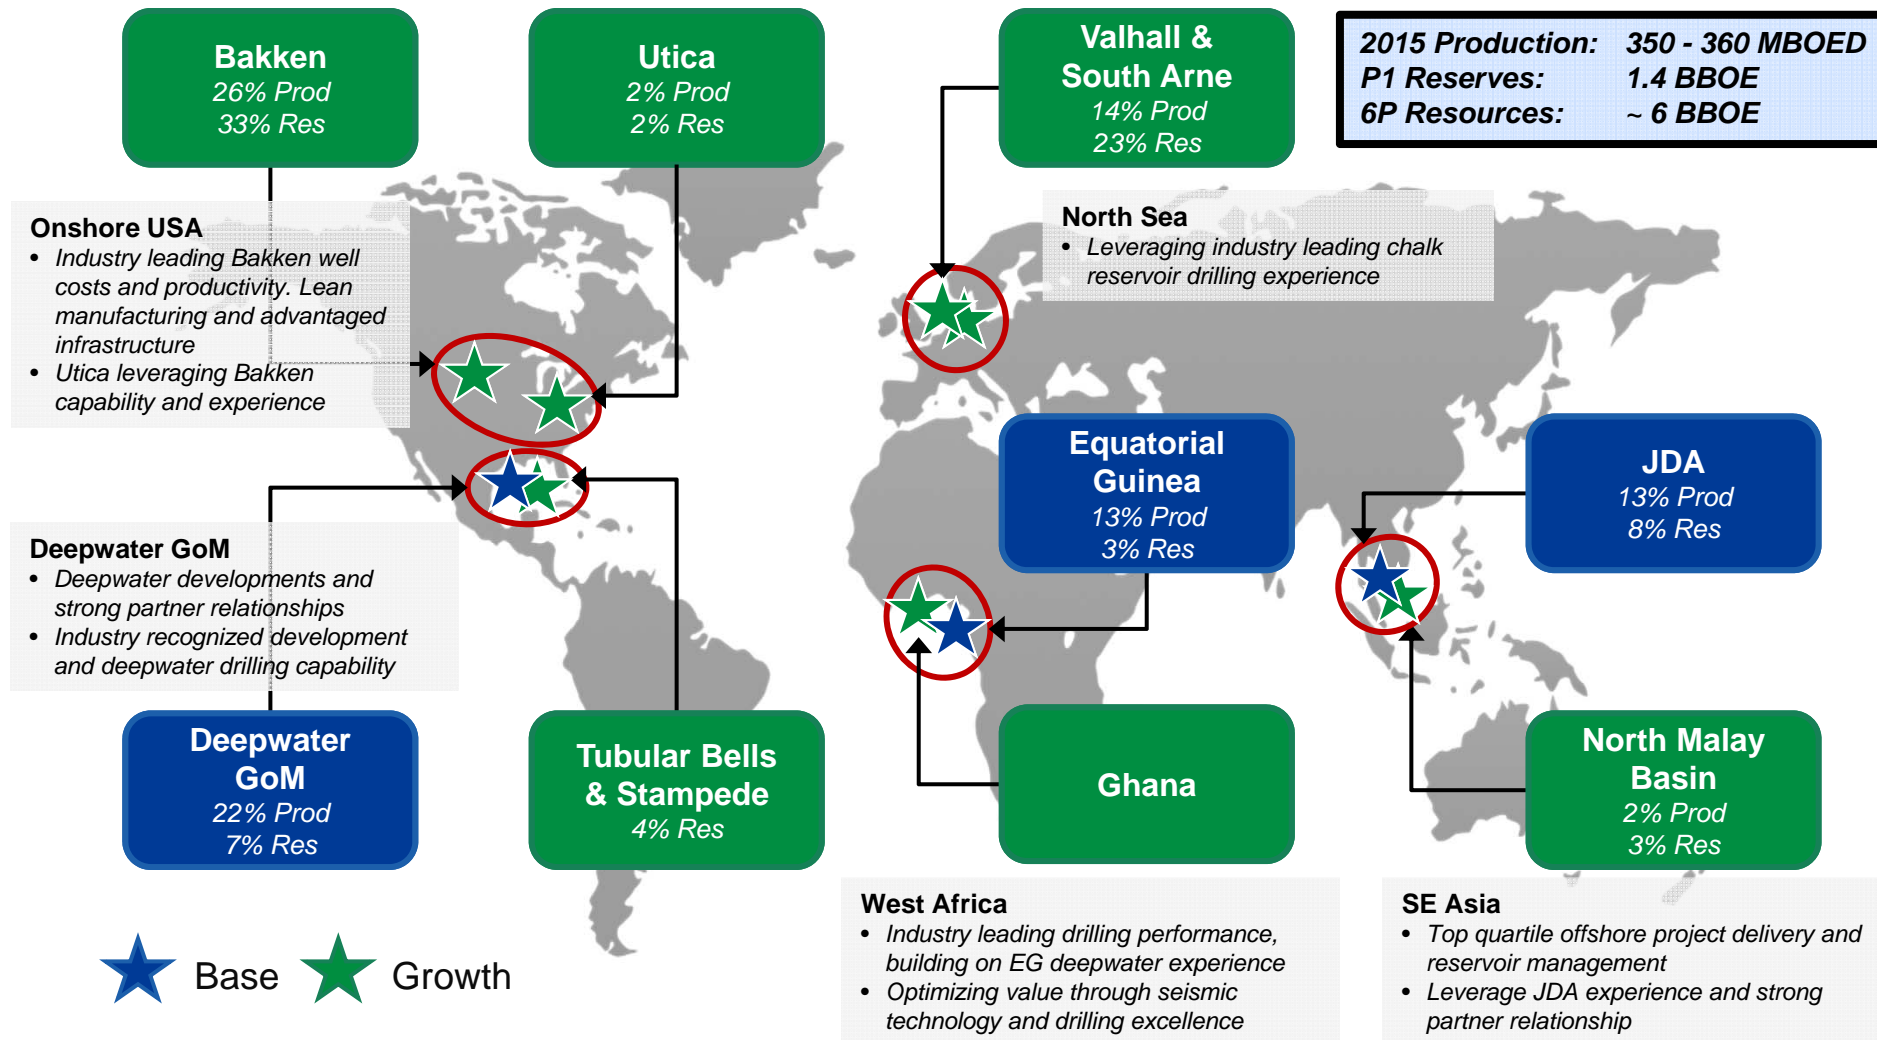 Bakken
26% Prod
33% Res
Utica
2% Prod
2% Res
Valhall &
South Arne
14% Prod
23% Res
2015 Production: 350 - 360 MBOED
P1 Reserves: 1.4 BBOE
6P Resources: ~ 6 BBOE
Onshore USA
• Industry leading Bakken well
costs and productivity. Lean
manufacturing and advantaged
infrastructure
• Utica leveraging Bakken
capability and experience
North Sea
• Leveraging industry leading chalk
reservoir drilling experience
Equatorial
Guinea
13% Prod
3% Res
JDA
13% Prod
8% Res
Deepwater GoM
• Deepwater developments and
strong partner relationships
• Industry recognized development
and deepwater drilling capability
Deepwater
GoM
22% Prod
7% Res
Tubular Bells
& Stampede
4% Res
Ghana
North Malay
Basin
2% Prod
3% Res
West Africa
• Industry leading drilling performance,
building on EG deepwater experience
• Optimizing value through seismic
technology and drilling excellence
SE Asia
• Top quartile offshore project delivery and
reservoir management
• Leverage JDA experience and strong
partner relationship
Base
Growth